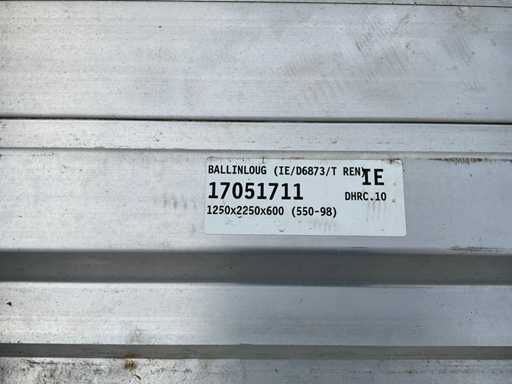 BALLINLOUG (IE/D6873/T REN) IE
17051711 DHRC.10
1250x2250x600 (550-98)